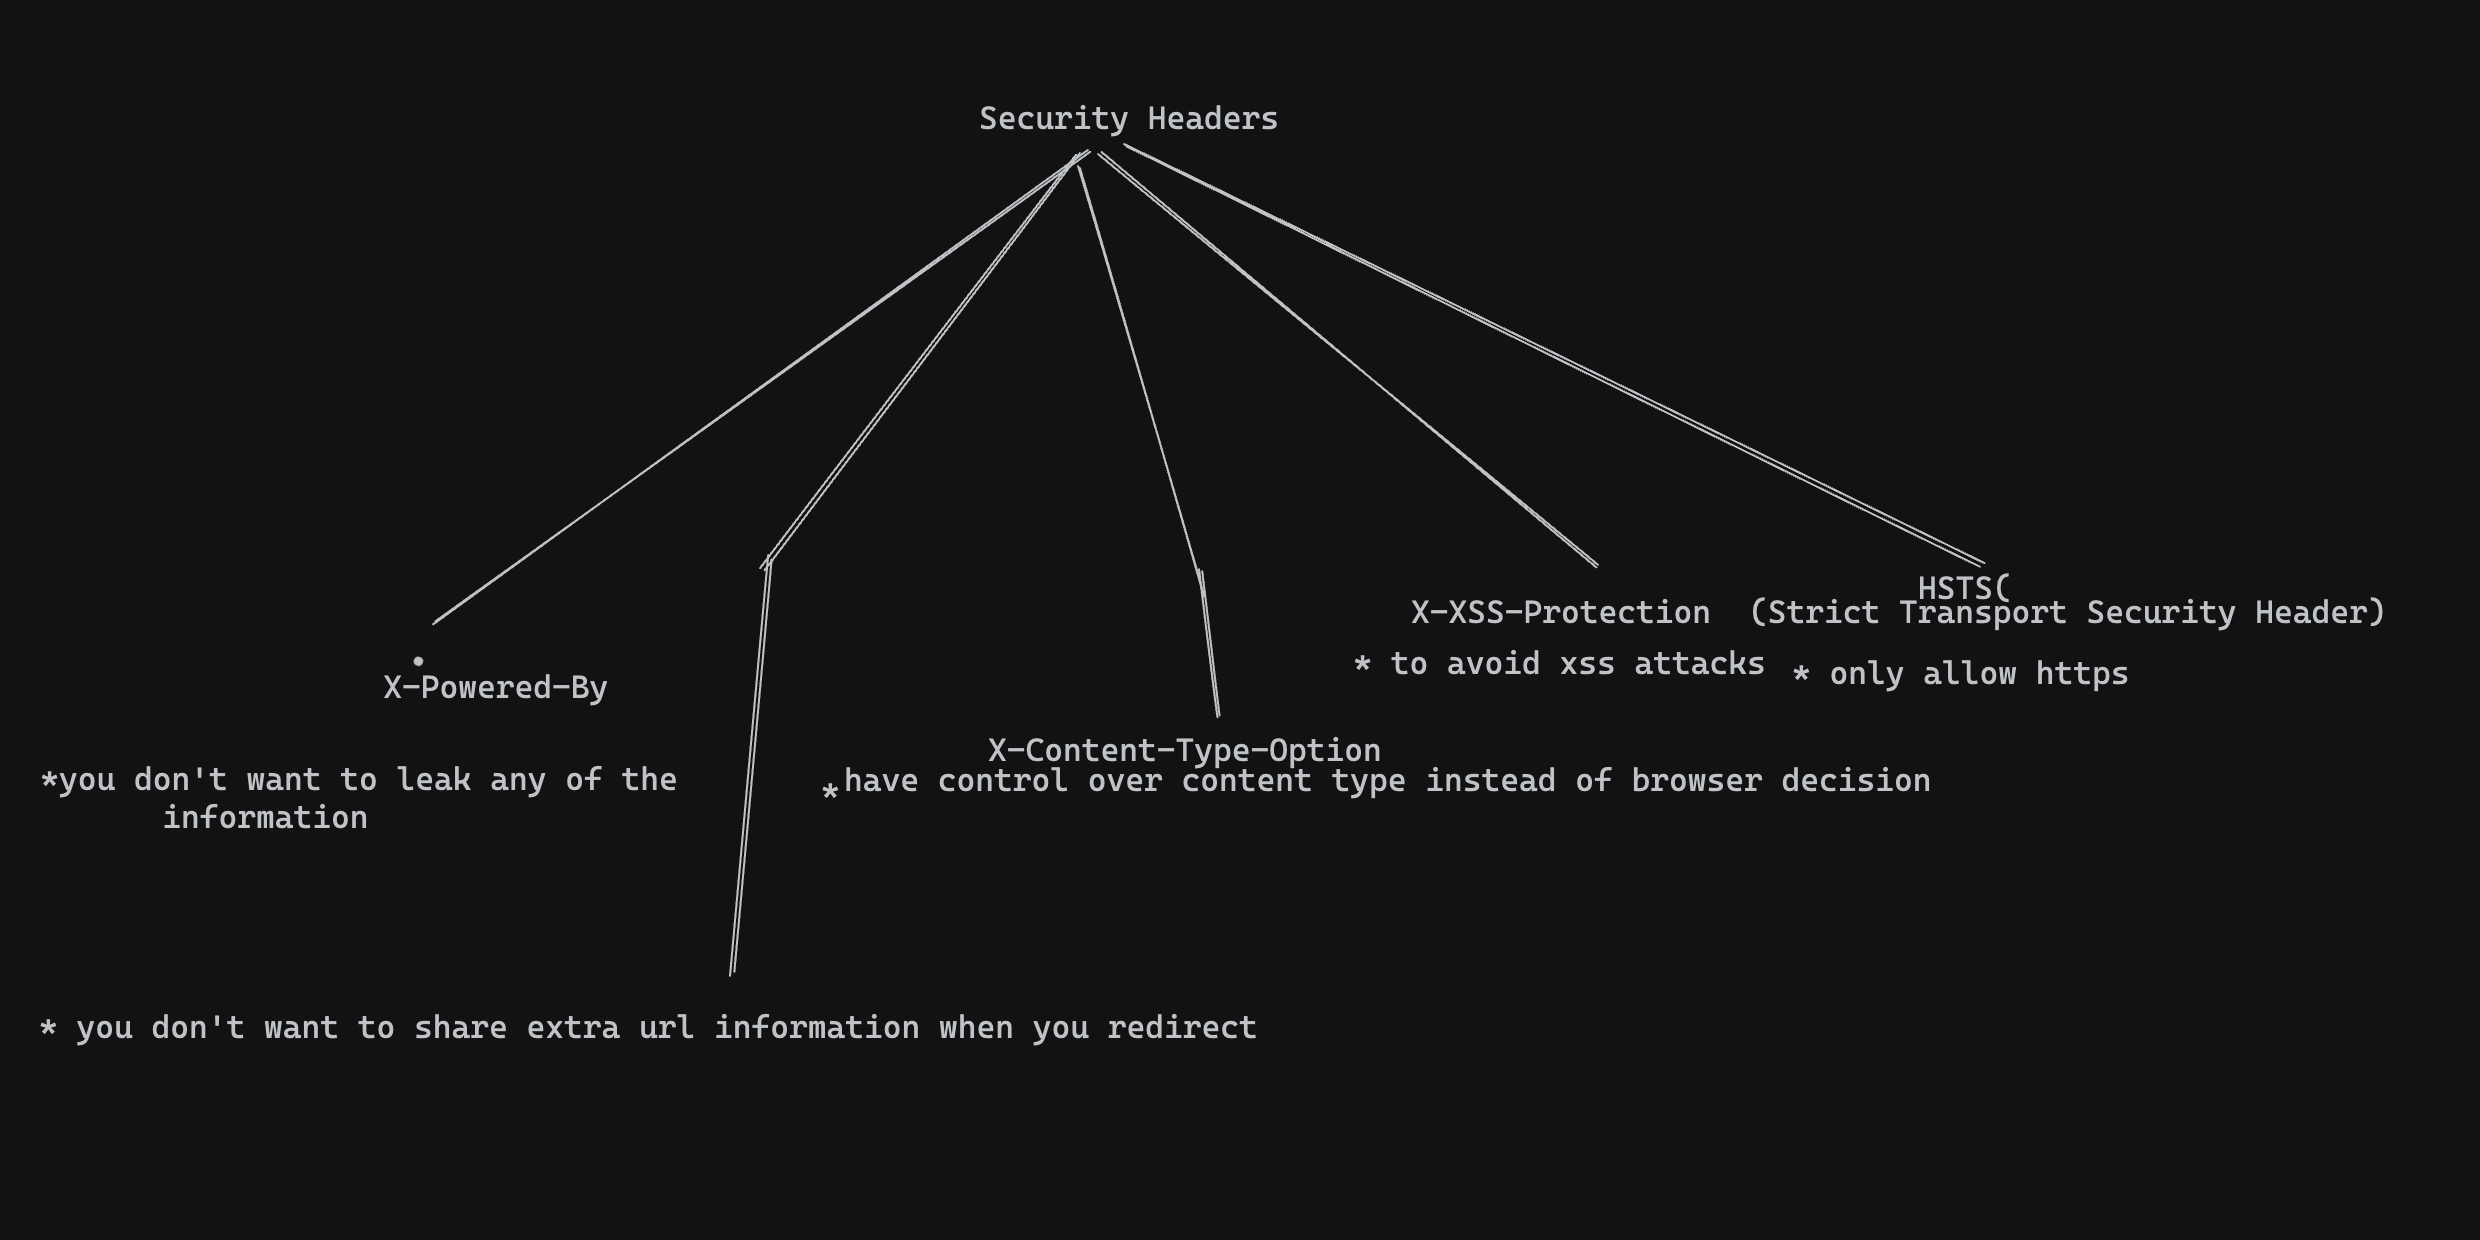 Security Headers
HSTS(
X-XSS-Protection
(Strict Transport Security Header)
* to avoid xss attacks
* only allow https
X-Powered-By
X-Content-Type-Option
*you don't want to leak any of the
information
*have control over content type instead of browser decision
* you don't want to share extra url information when you redirect